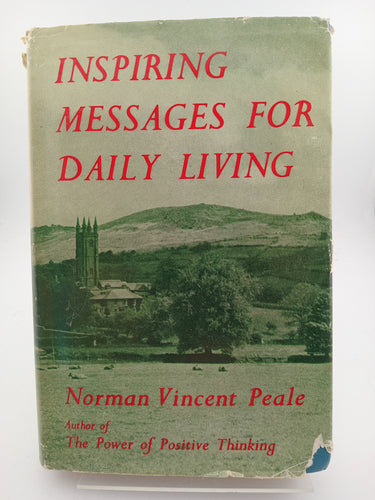 INSPIRING
MESSAGES FOR
DAILY LIVING
Norman Vincent Peale
Author of
The Power of Positive Thinking